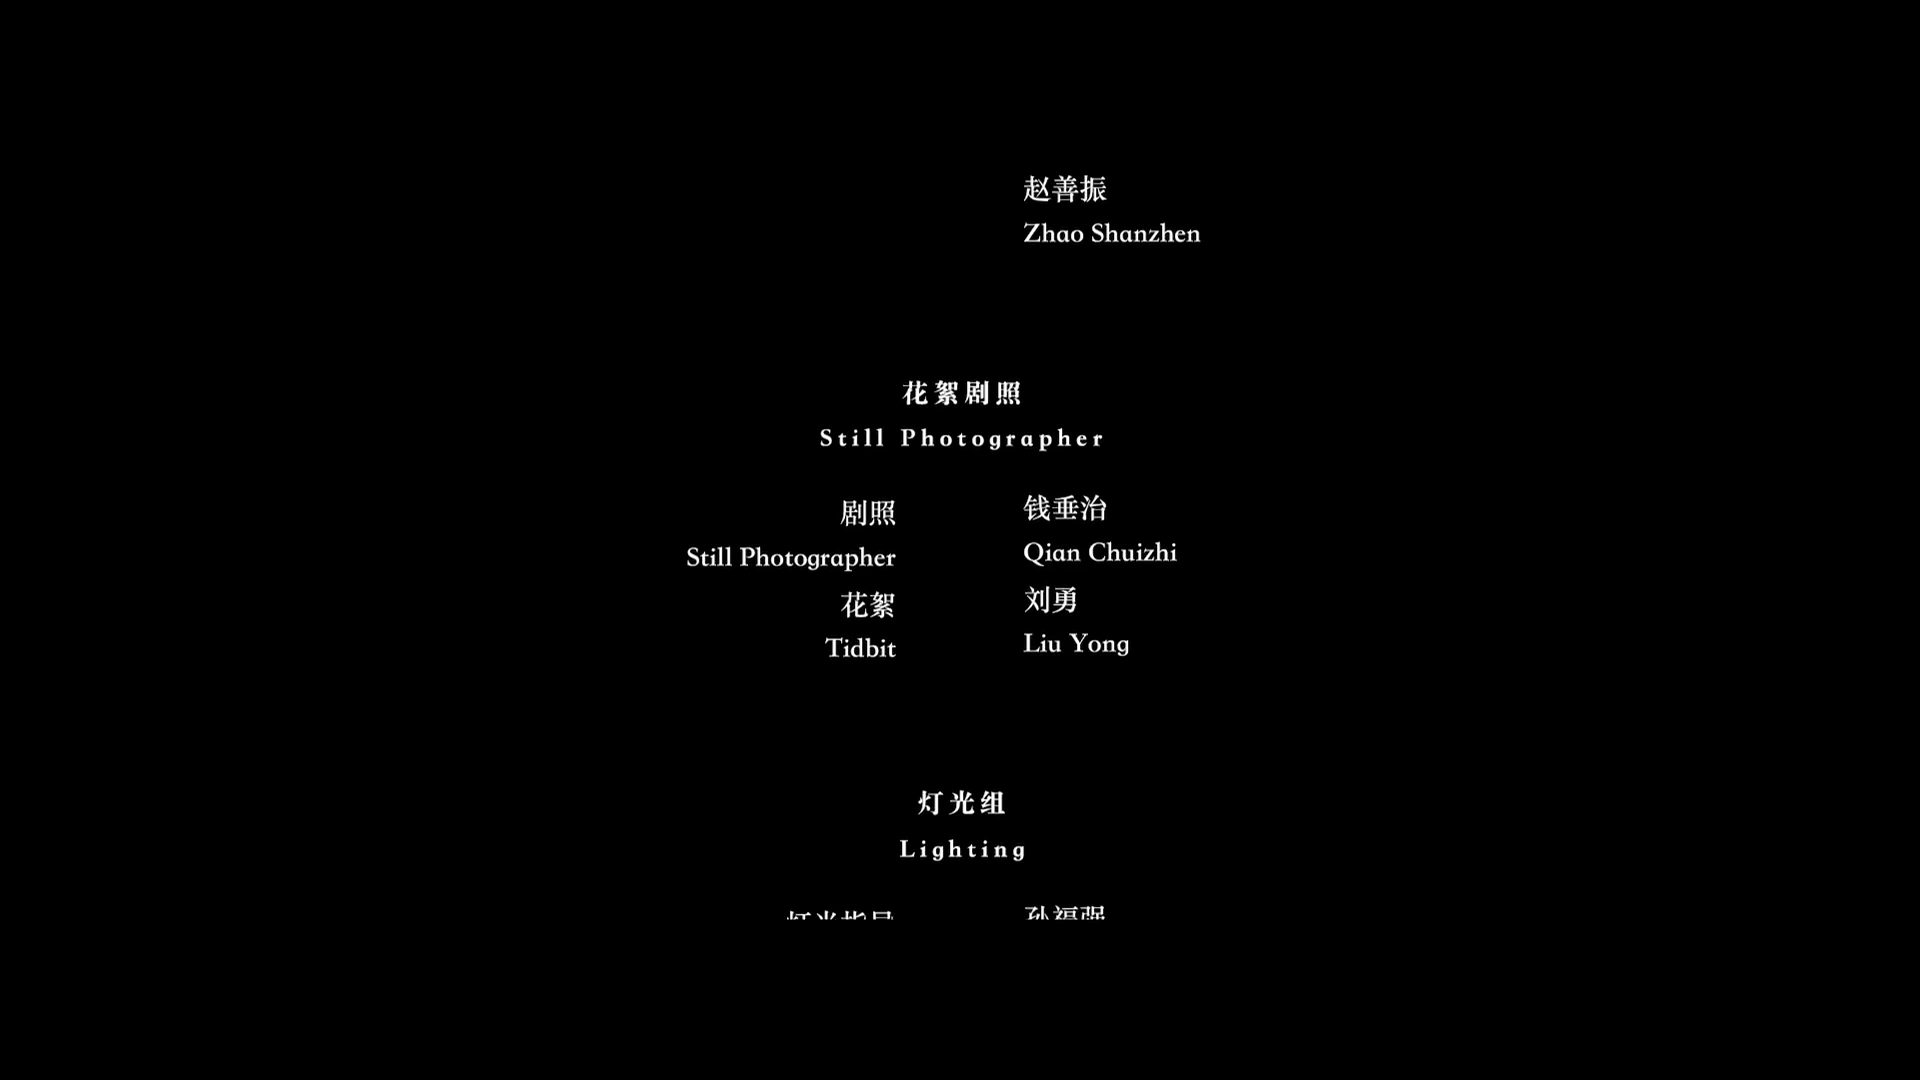 赵善振
Zhao Shanzhen
花絮剧照
Still Photographer
剧照
钱垂治
Still Photographer
Qian Chuizhi
花絮
刘勇
Tidbit
Liu Yong
灯光组
Lighting